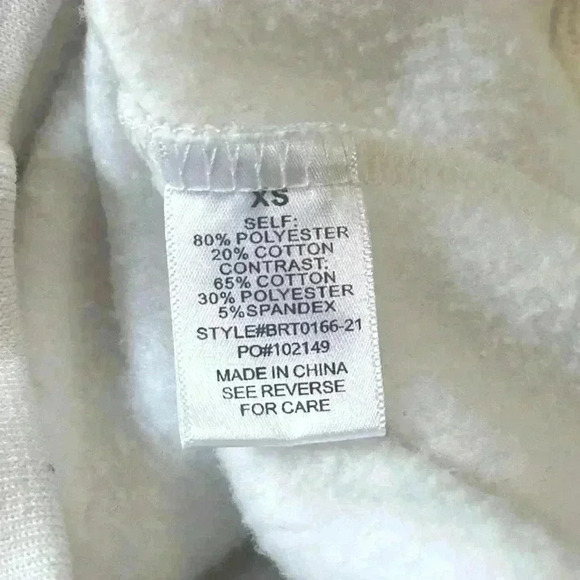 XS
SELF:
80% POLYESTER
20% COTTON
CONTRAST:
65% COTTON
30% POLYESTER
5%SPANDEX
STYLE#BRT0166-21
PO#102149
MADE IN CHINA
SEE REVERSE
FOR CARE